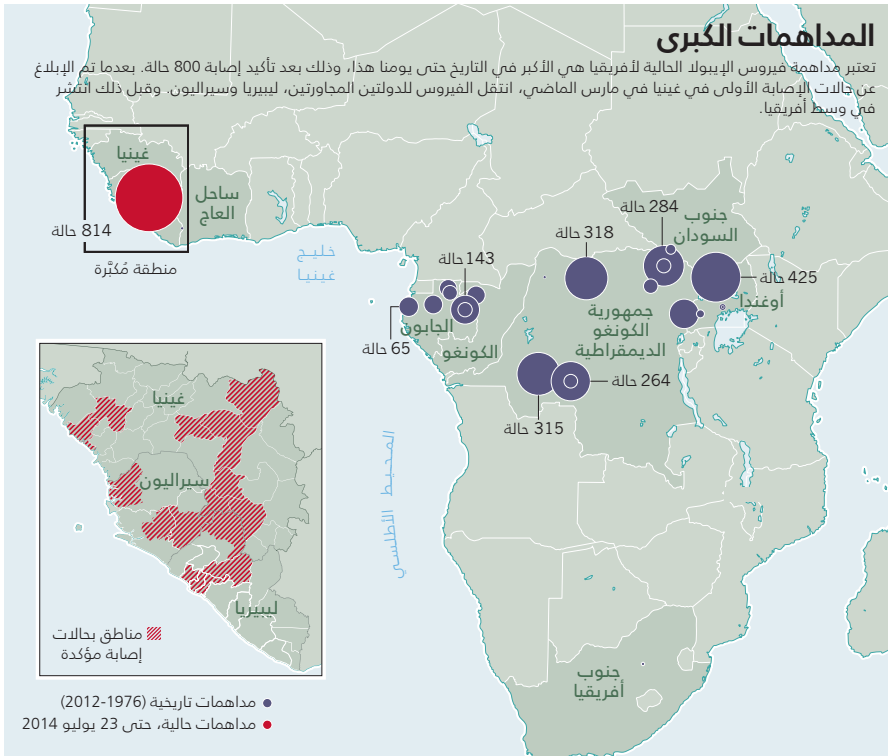 المداهمات الكبرى
تعتبر مداهمة فيروس الإيبولا الحالية لأفريقيا هي الأكبر في التاريخ حتى يومنا هذا، وذلك بعد تأكيد إصابة 800 حالة. بعدما تم الإبلاغ
عن حالات الإصابة الأولى في غينيا في مارس الماضي، انتقل الفيروس للدولتين المجاورتين، ليبيريا وسيراليون. وقبل ذلك انتشر
في وسط أفريقيا.
غينيا
ساحل
العاج
814 حالة
منطقة مُكبَّرة
خليج
غينيا
جنوب
السودان
284 حالة
318 حالة
143 حالة
425 حالة
أوغندا
جمهورية
الكونغو
الديمقراطية
الجابون
65 حالة
الكونغو
264 حالة
315 حالة
المحيط الأطلسي
غينيا
سيراليون
ليبيريا
مناطق بحالات
إصابة مؤكدة
جنوب
أفريقيا
مداهمات تاريخية (1976-2012)
مداهمات حالية، حتى 23 يوليو 2014